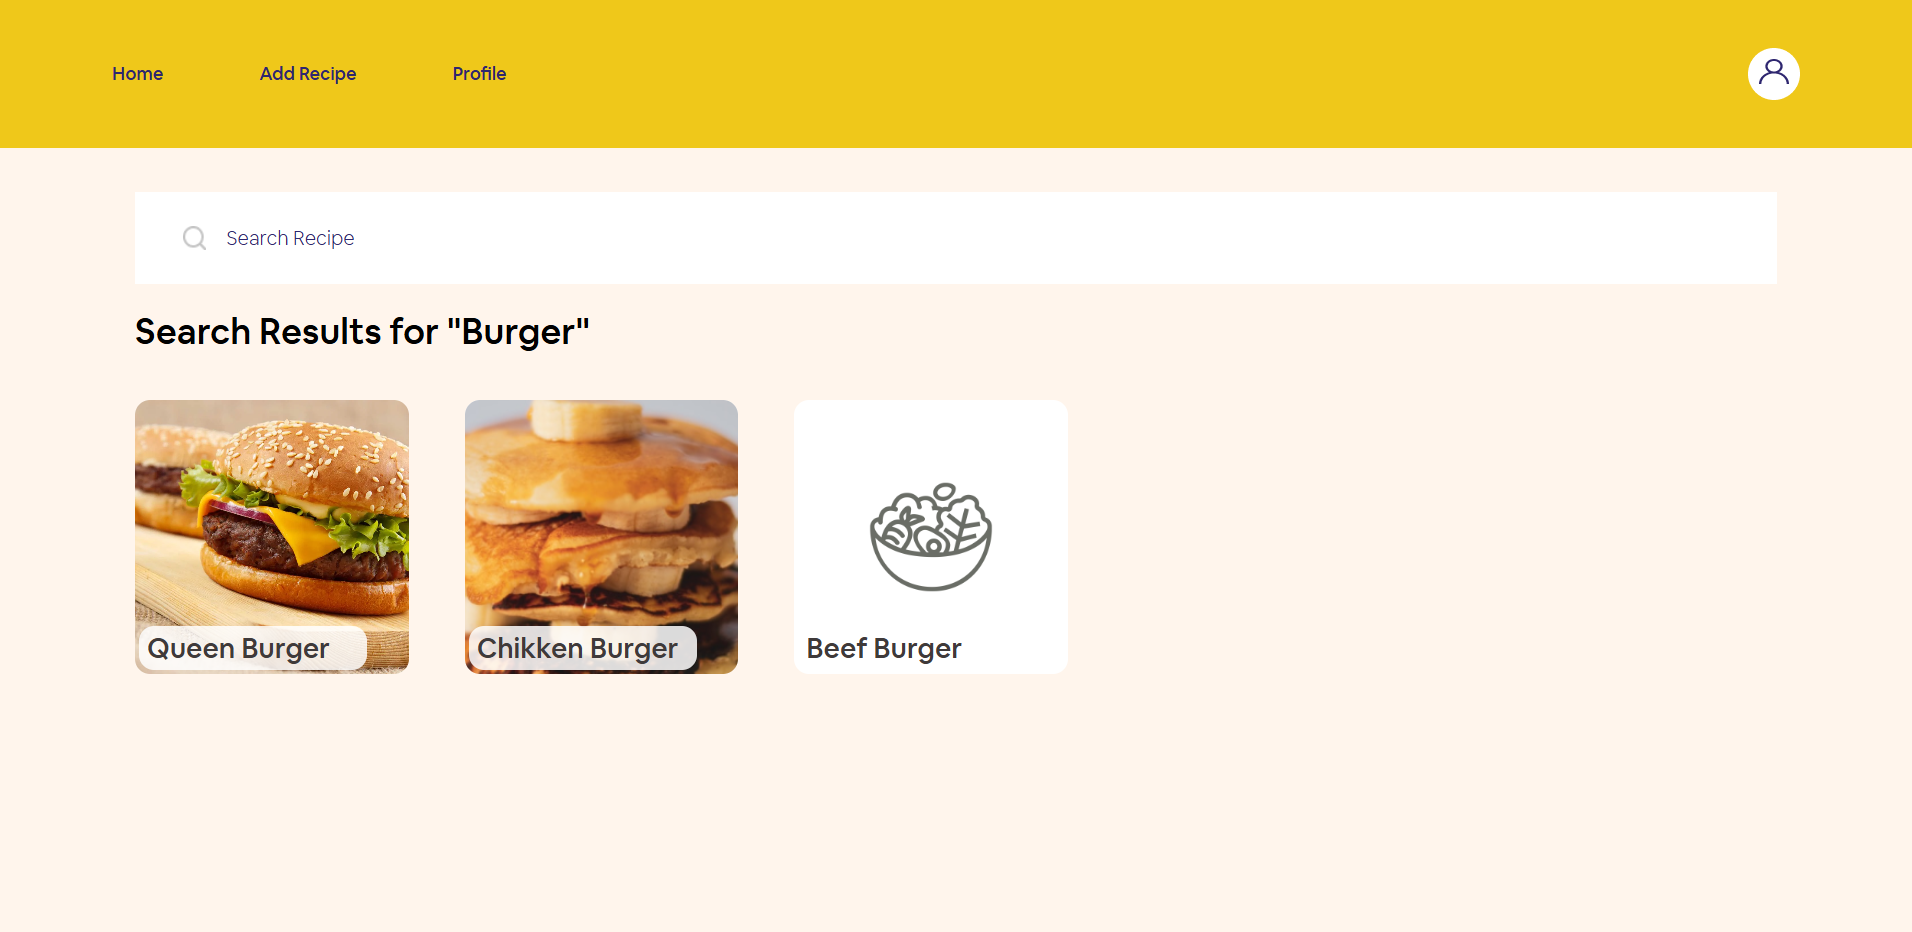 Home Add Recipe Profile
Search Recipe
Search Results for "Burger"
Queen Burger
Chikken Burger
Beef Burger